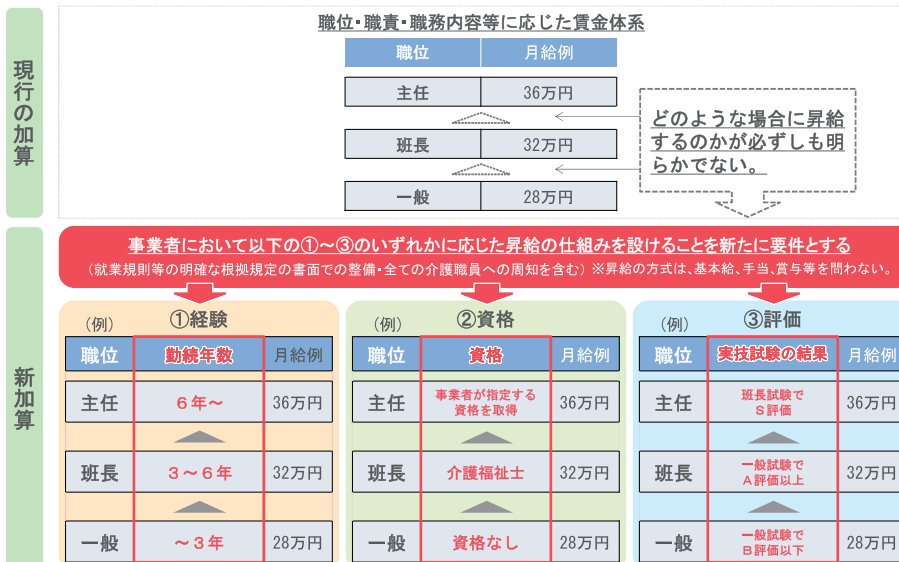 現行の加算
職位・職責・職務内容等に応じた賃金体系
職位 月給例
主任 36万円
班長 32万円
一般 28万円
どのような場合に昇給
するのかが必ずしも明
らかでない。
新加算
事業者において以下の①~③のいずれかに応じた昇給の仕組みを設けることを新たに要件とする
(就業規則等の明確な根拠規定の書面での整備・全ての介護職員への周知を含む) ※昇給の方式は、基本給、手当、賞与等を問わない。
(例) ①経験
職位 勤続年数 月給例
主任 6年~ 36万円
班長 3~6年 32万円
一般 ~3年 28万円
(例) ②資格
職位 資格 月給例
主任 事業者が指定する
資格を取得 36万円
班長 介護福祉士 32万円
一般 資格なし 28万円
(例) ③評価
職位 実技試験の結果 月給例
主任 班長試験で
S評価 36万円
班長 一般試験で
A評価以上 32万円
一般 一般試験で
B評価以下 28万円